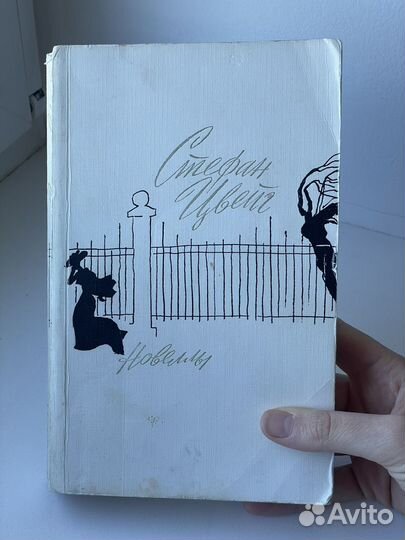 Стефан
Цвейг
Новеллы
Avito